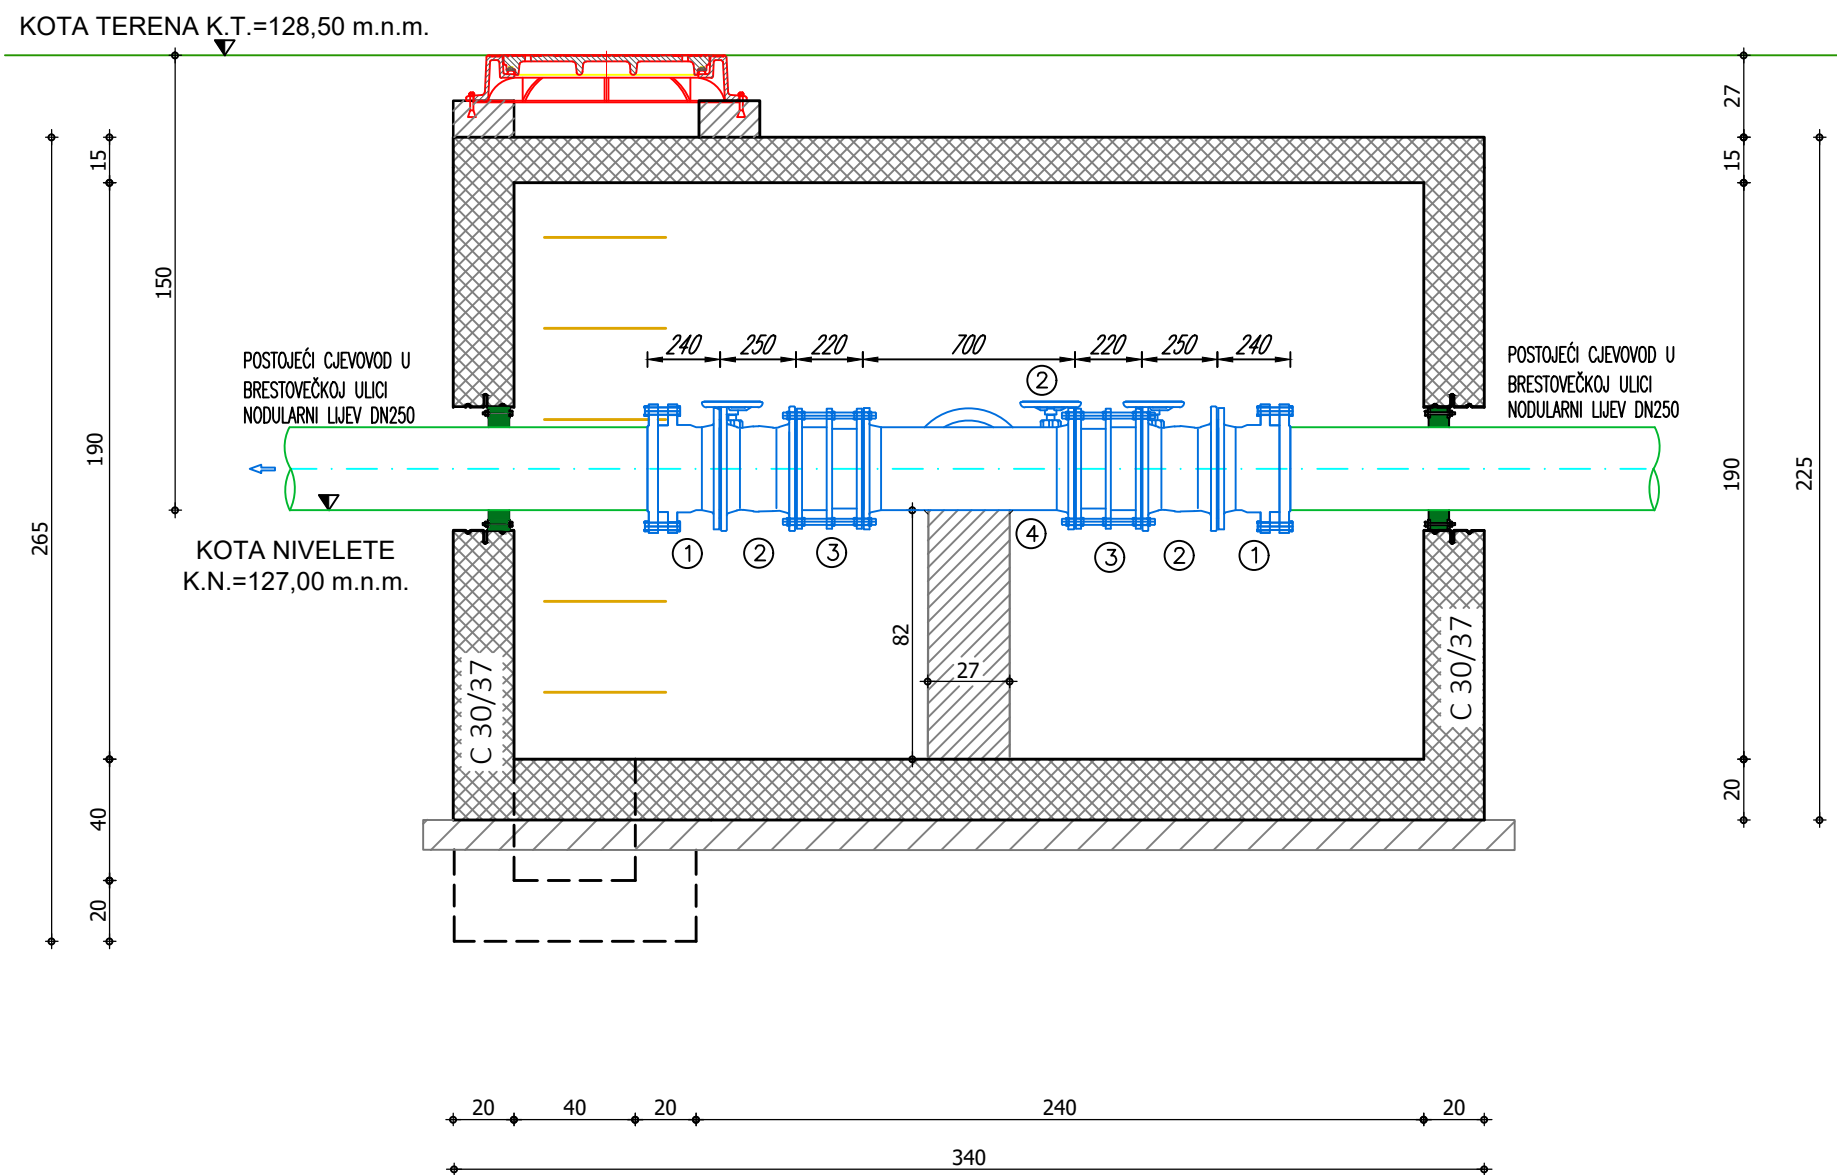 KOTA TERENA K.T.=128,50 m.n.m.
27
15
15
150
190
265
40
20
POSTOJEĆI CJEVOVOD U
BRESTOVEČKOJ ULICI
NODULARNI LIJEV DN250
240 250 220 700 220 250 240
2
POSTOJEĆI CJEVOVOD U
BRESTOVEČKOJ ULICI
NODULARNI LIJEV DN250
190
225
20
KOTA NIVELETE
K.N.=127,00 m.n.m.
1 2 3 4 3 2 1
82
27
C 30/37
C 30/37
20 40 20 240 20
340